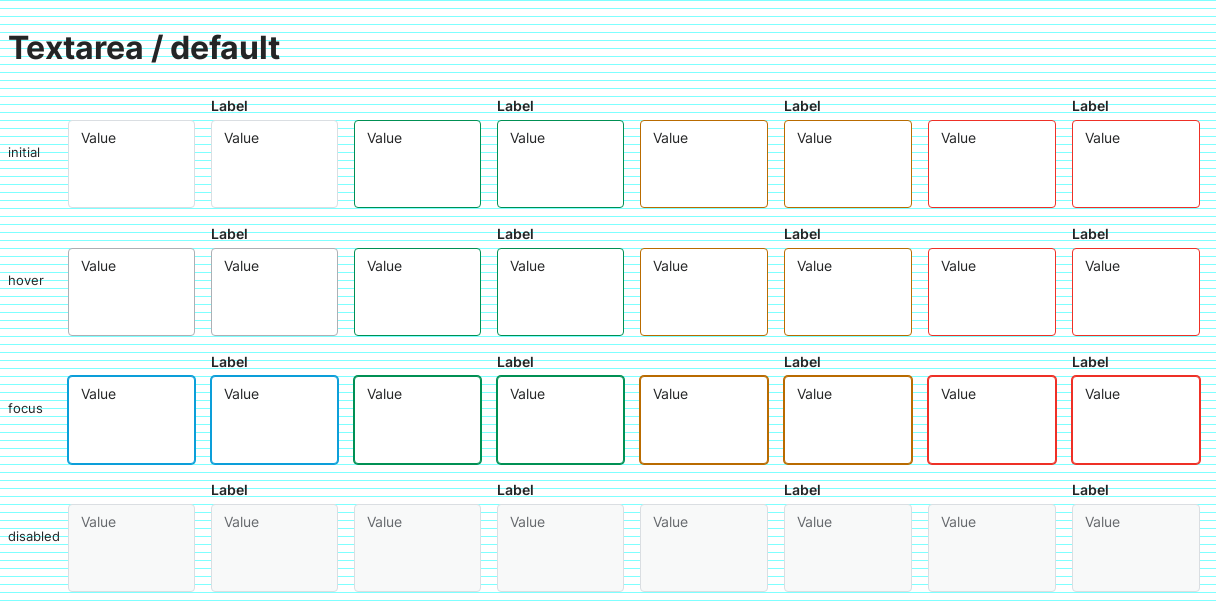 Textarea / default
Label Label Label Label
initial Value Value Value Value Value Value Value Value
Label Label Label Label
hover Value Value Value Value Value Value Value Value
Label Label Label Label
focus Value Value Value Value Value Value Value Value
Label Label Label Label
disabled Value Value Value Value Value Value Value Value